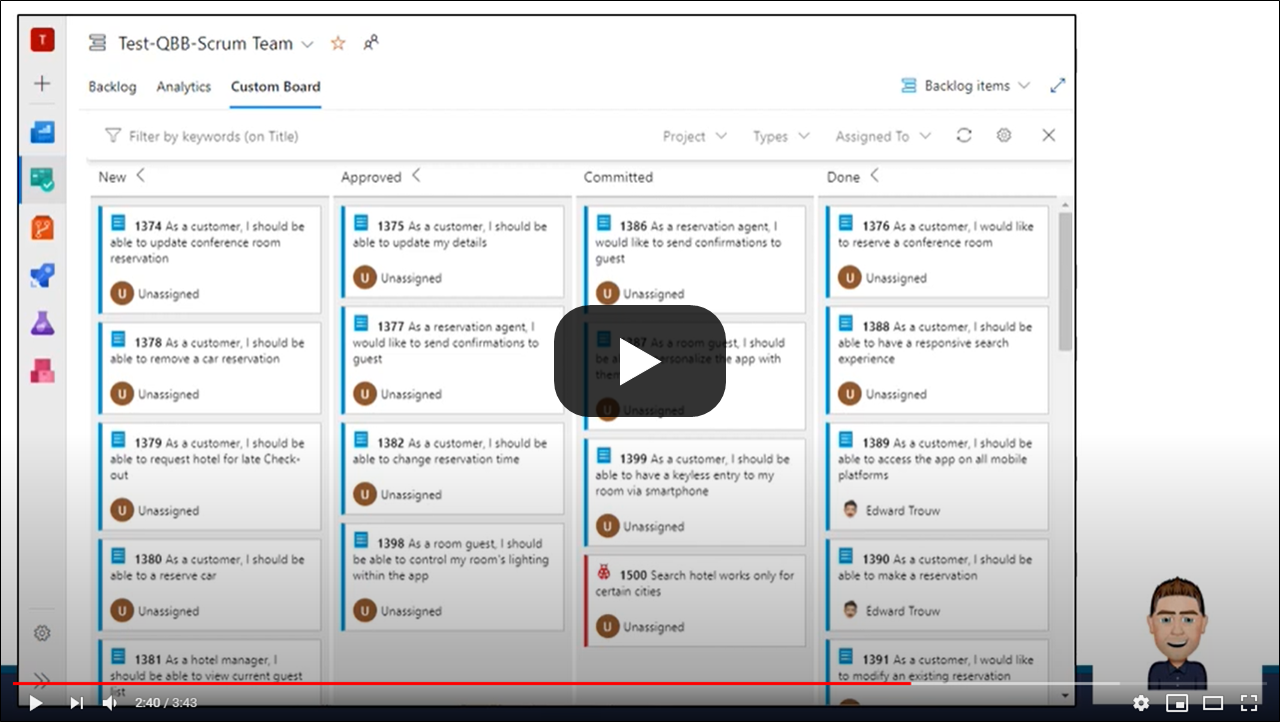 T
Test-QBB-Scrum Team
Backlog Analytics Custom Board
Backlog items
Filter by keywords (on Title)
Project Types Assigned To
New
1374 As a customer, I should be
able to update conference room
reservation
U Unassigned
1378 As a customer, I should be
able to remove a car reservation
U Unassigned
1379 As a customer, I should be
able to request hotel for late Check-
out
U Unassigned
1380 As a customer, I should be
able to a reserve car
U Unassigned
1381 As a hotel manager, I
should be able to view current guest
list
Approved
1375 As a customer, I should be
able to update my details
U Unassigned
1377 As a reservation agent, I
would like to send confirmations to
guest
U Unassigned
1382 As a customer, I should be
able to change reservation time
U Unassigned
1398 As a room guest, I should
be able to control my room's lighting
within the app
U Unassigned
Committed
1386 As a reservation agent, I
would like to send confirmations to
guest
U Unassigned
As a room guest, I should
the app with
U Unassigned
1399 As a customer, I should be
able to have a keyless entry to my
room via smartphone
U Unassigned
1500 Search hotel works only for
certain cities
U Unassigned
Done
1376 As a customer, I would like
to reserve a conference room
U Unassigned
1388 As a customer, I should be
able to have a responsive search
experience
U Unassigned
1389 As a customer, I should be
able to access the app on all mobile
platforms
Edward Trouw
1390 As a customer, I should be
able to make a reservation
Edward Trouw
1391 As a customer, I would like
to modify an existing reservation
2:40 / 3:43